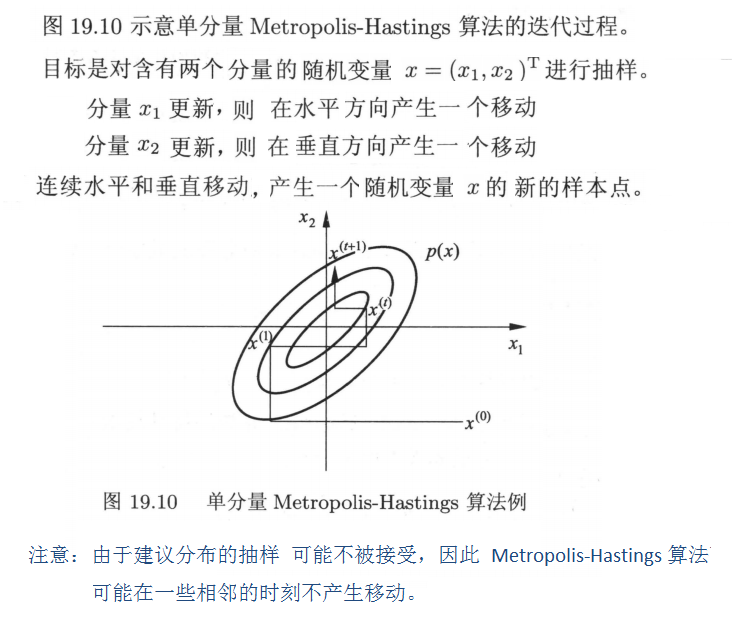 图 19.10 示意单分量 Metropolis-Hastings 算法的迭代过程。
目标是对含有两个分量的随机变量 x = (x₁, x₂)ᵀ 进行抽样。
分量 x₁ 更新，则 在水平方向产生一个移动
分量 x₂ 更新，则 在垂直方向产生一个移动
连续水平和垂直移动，产生一个随机变量 x 的新的样本点。
x₂
x⁽ᵗ⁺¹⁾
p(x)
x⁽ᵗ⁾
x⁽¹⁾
x₁
x⁽⁰⁾
图 19.10 单分量 Metropolis-Hastings 算法例
注意：由于建议分布的抽样 可能不被接受，因此 Metropolis-Hastings 算法
可能在一些相邻的时刻不产生移动。